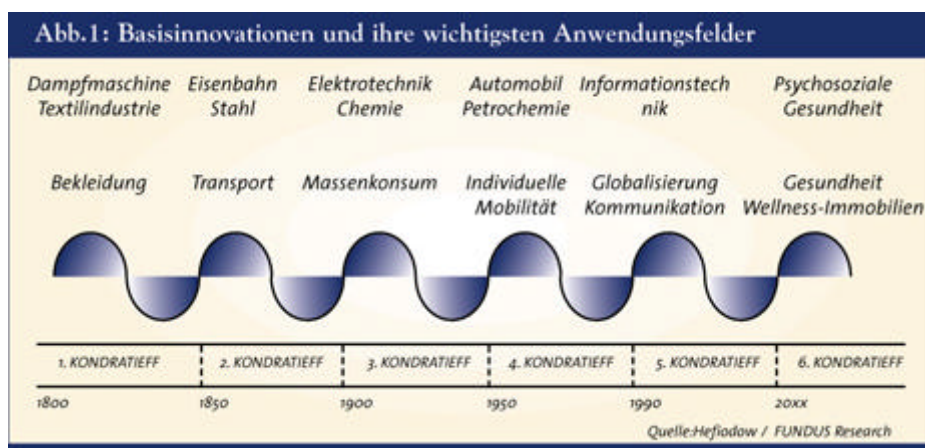 Abb.1: Basisinnovationen und ihre wichtigsten Anwendungsfelder
Dampfmaschine Eisenbahn Elektrotechnik Automobil Informationstech Psychosoziale
Textilindustrie Stahl Chemie Petrochemie nik Gesundheit
Bekleidung Transport Massenkonsum Individuelle Globalisierung Gesundheit
Mobilität Kommunikation Wellness-Immobilien
1. KONDRATIEFF 2. KONDRATIEFF 3. KONDRATIEFF 4. KONDRATIEFF 5. KONDRATIEFF 6. KONDRATIEFF
1800 1850 1900 1950 1990 20xx
Quelle:Hefiodow / FUNDUS Research